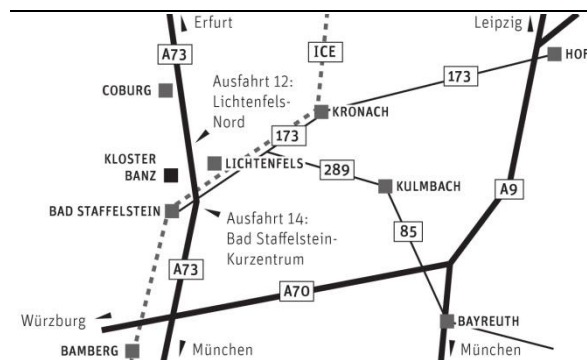 Erfurt
Leipzig
A73
ICE
HOF
COBURG
Ausfahrt 12:
Lichtenfels-
Nord
173
KRONACH
173
KLOSTER
BANZ
LICHTENFELS
289
KULMBACH
A9
BAD STAFFELSTEIN
Ausfahrt 14:
Bad Staffelstein-
Kurzentrum
85
A73
A70
Würzburg
BAYREUTH
BAMBERG
München
München